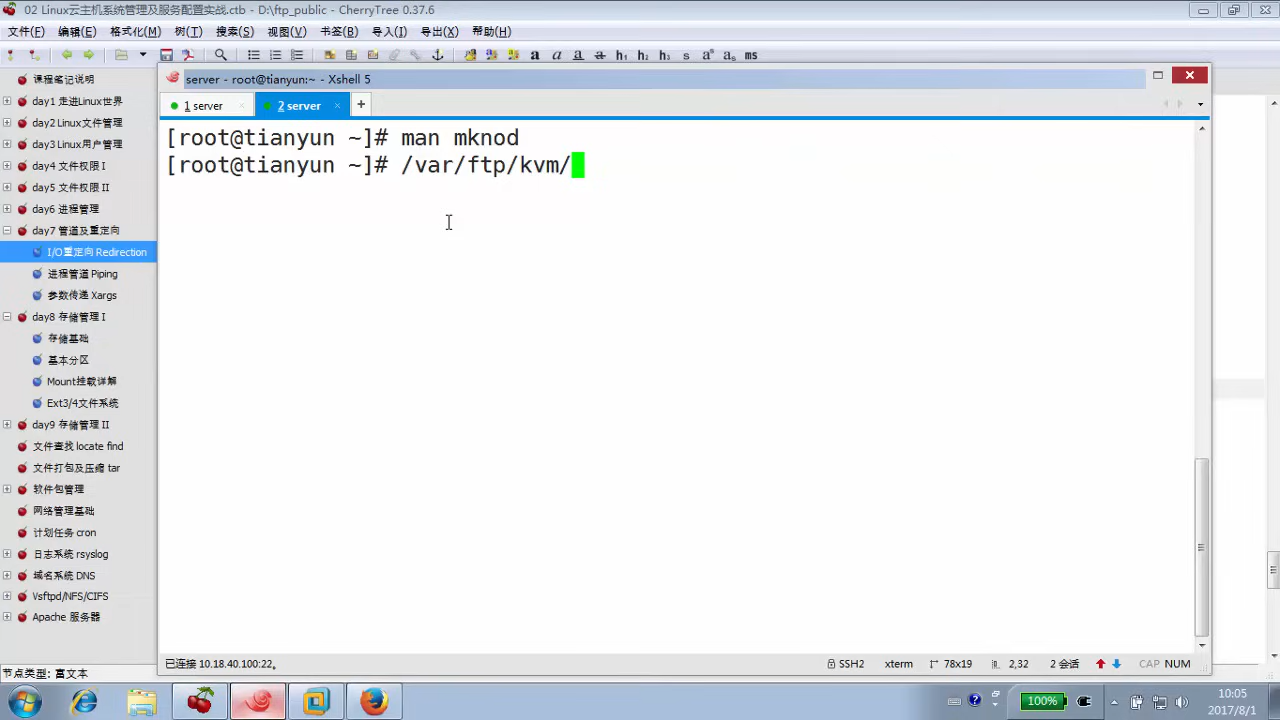 02 Linux云主机系统管理及服务配置实战.ctb - D:\ftp_public - CherryTree 0.37.6
文件(F) 编辑(E) 格式化(M) 树(T) 搜索(S) 视图(V) 书签(B) 导入(I) 导出(X) 帮助(H)
a a a a h₁ h₂ h₃ s aª aₛ ms
课程笔记说明
day1 走进Linux世界
day2 Linux文件管理
day3 Linux用户管理
day4 文件权限 I
day5 文件权限 II
day6 进程管理
day7 管道及重定向
I/O重定向 Redirection
进程管道 Piping
参数传递 Xargs
day8 存储管理 I
存储基础
基本分区
Mount挂载详解
Ext3/4文件系统
day9 存储管理 II
文件查找 locate find
文件打包及压缩 tar
软件包管理
网络管理基础
计划任务 cron
日志系统 rsyslog
域名系统 DNS
Vsftpd/NFS/CIFS
Apache 服务器
节点类型: 富文本
server - root@tianyun:~ - Xshell 5
1 server × 2 server × +
[root@tianyun ~]# man mknod
[root@tianyun ~]# /var/ftp/kvm/
已连接 10.18.40.100:22。 SSH2 xterm 78x19 2,32 2 会话 CAP NUM
100% 10:05
2017/8/1